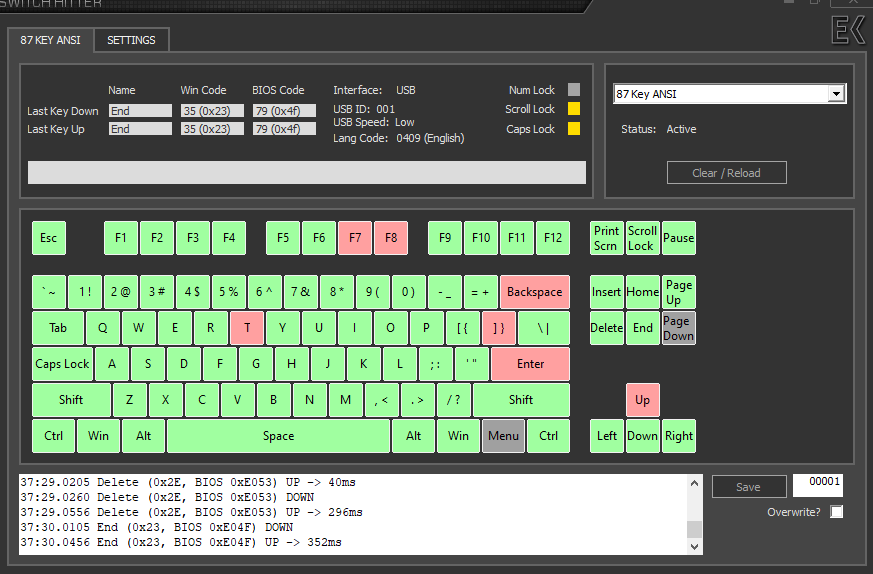 SWITCH HITTER
EK
87 KEY ANSI SETTINGS
Name Win Code BIOS Code Interface: USB Num Lock
Last Key Down End 35 (0x23) 79 (0x4f) USB ID: 001 Scroll Lock
Last Key Up End 35 (0x23) 79 (0x4f) USB Speed: Low Caps Lock
Lang Code: 0409 (English)
87 Key ANSI
Status: Active
Clear / Reload
Esc F1 F2 F3 F4 F5 F6 F7 F8 F9 F10 F11 F12 Print Scrn Scroll Lock Pause
` ~ 1 ! 2 @ 3 # 4 $ 5 % 6 ^ 7 & 8 * 9 ( 0 ) - _ = + Backspace Insert Home Page Up
Tab Q W E R T Y U I O P [ { ] } \ | Delete End Page Down
Caps Lock A S D F G H J K L ; : ' " Enter
Shift Z X C V B N M , < . > / ? Shift Up
Ctrl Win Alt Space Alt Win Menu Ctrl Left Down Right
37:29.0205 Delete (0x2E, BIOS 0xE053) UP -> 40ms
37:29.0260 Delete (0x2E, BIOS 0xE053) DOWN
37:29.0556 Delete (0x2E, BIOS 0xE053) UP -> 296ms
37:30.0105 End (0x23, BIOS 0xE04F) DOWN
37:30.0456 End (0x23, BIOS 0xE04F) UP -> 352ms
Save 00001
Overwrite?